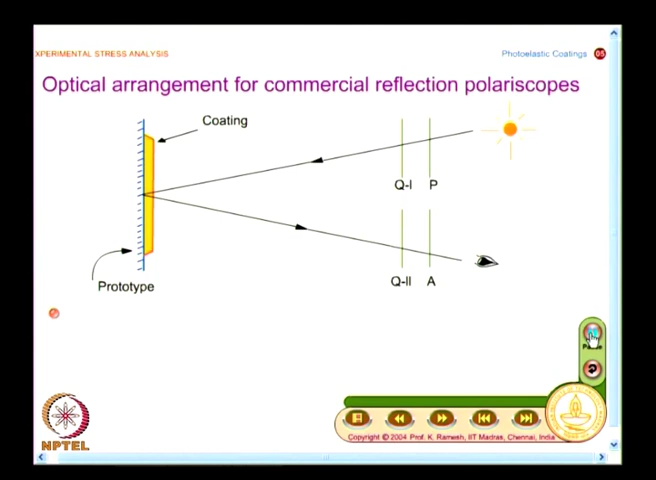 XPERIMENTAL STRESS ANALYSIS
Photoelastic Coatings 05
Optical arrangement for commercial reflection polariscopes
Coating
Q-I P
Q-II A
Prototype
NPTEL
Copyright © 2004 Prof. K. Ramesh, IIT Madras, Chennai, India